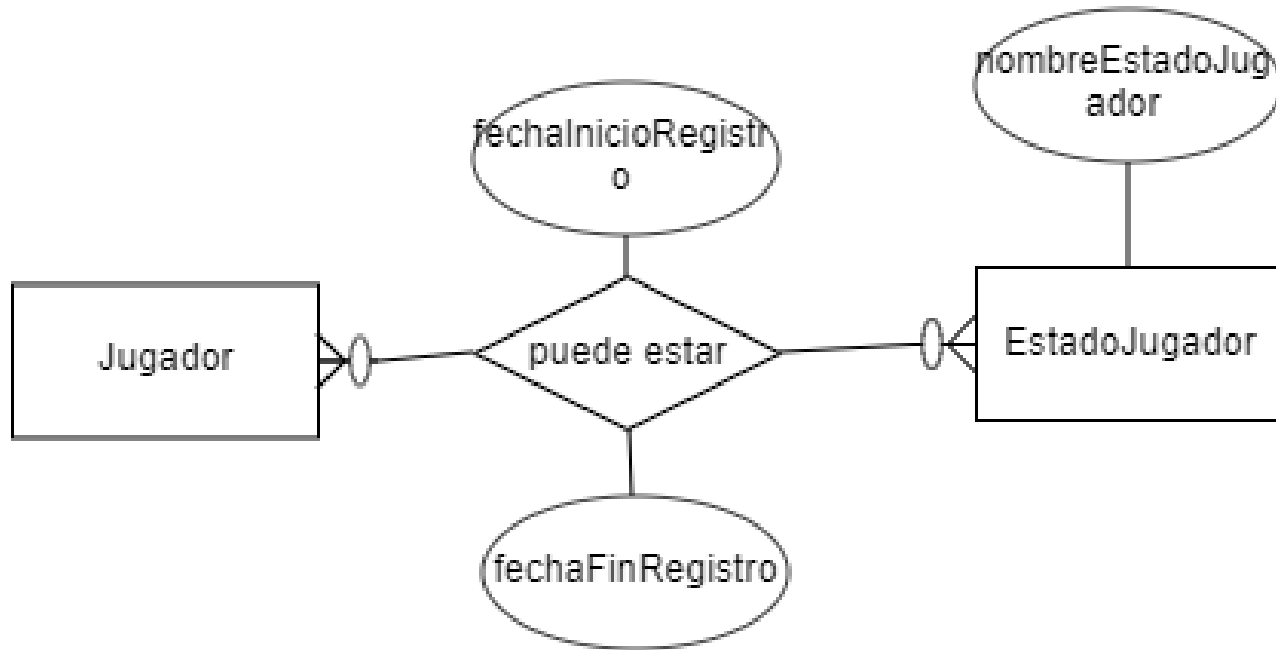 nombreEstadoJug
ador
fechaInicioRegistr
o
Jugador
puede estar
EstadoJugador
fechaFinRegistro